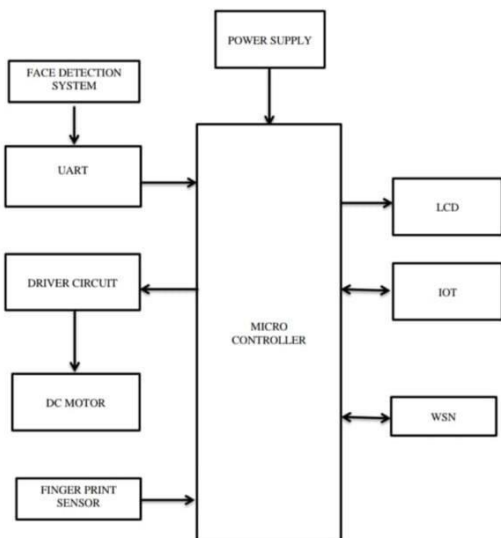 POWER SUPPLY
FACE DETECTION
SYSTEM
UART
LCD
DRIVER CIRCUIT
IOT
MICRO
CONTROLLER
DC MOTOR
WSN
FINGER PRINT
SENSOR